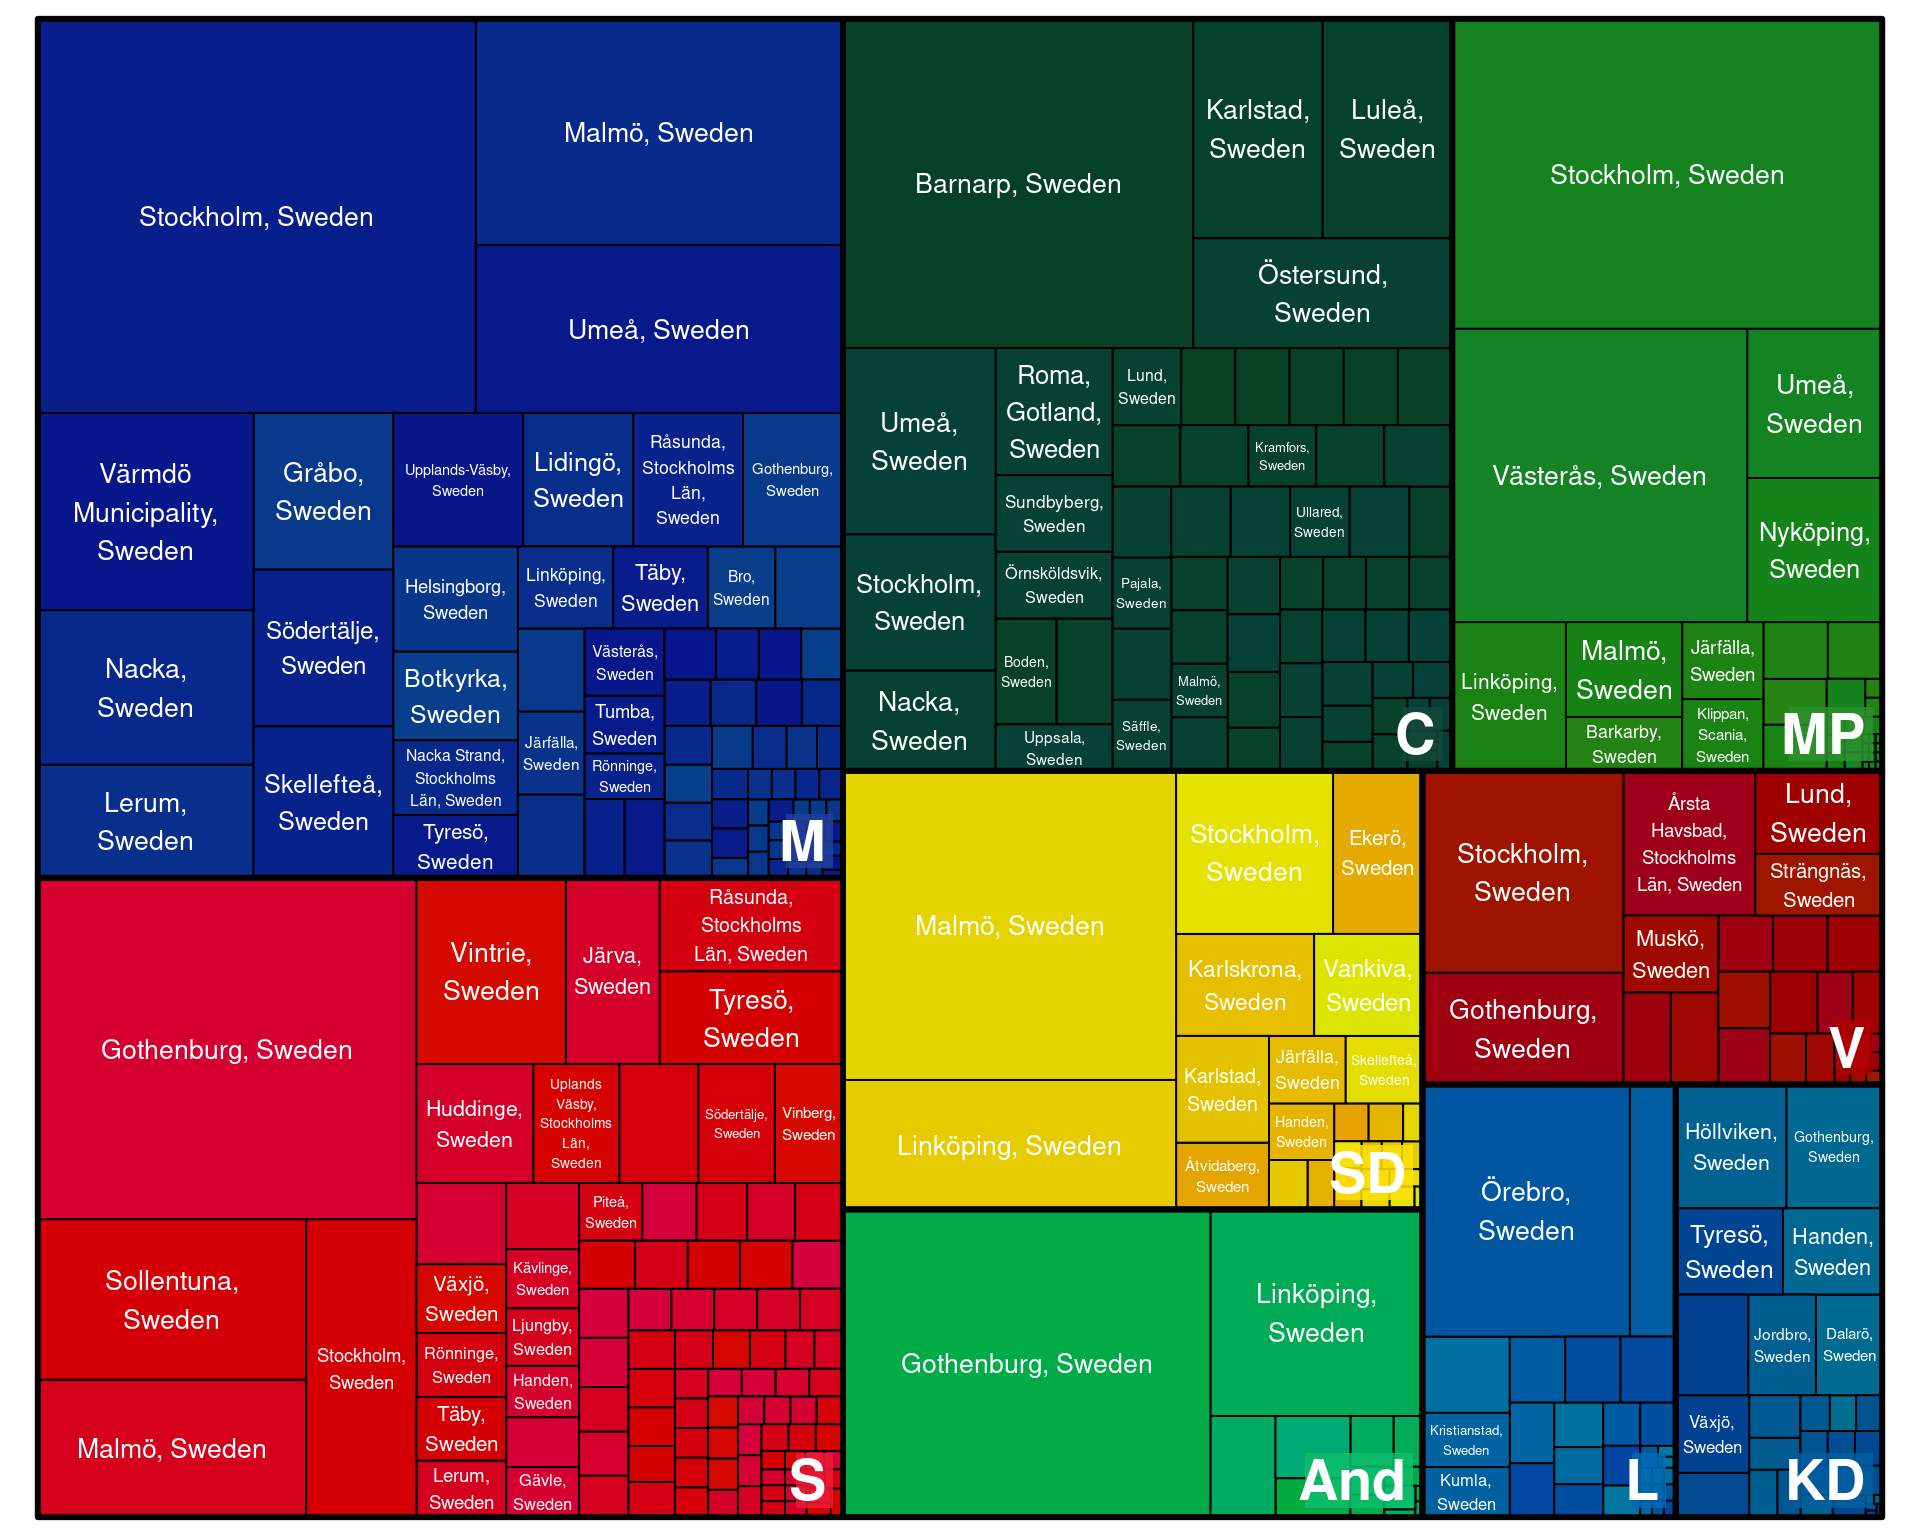 Stockholm, Sweden
Malmö, Sweden
Umeå, Sweden
Värmdö
Municipality,
Sweden
Nacka,
Sweden
Lerum,
Sweden
Gråbo,
Sweden
Södertälje,
Sweden
Skellefteå,
Sweden
Upplands-Väsby,
Sweden
Lidingö,
Sweden
Råsunda,
Stockholms
Län,
Sweden
Gothenburg,
Sweden
Helsingborg,
Sweden
Botkyrka,
Sweden
Nacka Strand,
Stockholms
Län, Sweden
Tyresö,
Sweden
Linköping,
Sweden
Täby,
Sweden
Bro,
Sweden
Järfälla,
Sweden
Västerås,
Sweden
Tumba,
Sweden
Rönninge,
Sweden
M
Barnarp, Sweden
Karlstad,
Sweden
Luleå,
Sweden
Östersund,
Sweden
Umeå,
Sweden
Stockholm,
Sweden
Nacka,
Sweden
Roma,
Gotland,
Sweden
Sundbyberg,
Sweden
Örnsköldsvik,
Sweden
Boden,
Sweden
Uppsala,
Sweden
Lund,
Sweden
Kramfors,
Sweden
Ullared,
Sweden
Pajala,
Sweden
Malmö,
Sweden
Säffle,
Sweden
C
Stockholm, Sweden
Västerås, Sweden
Umeå,
Sweden
Nyköping,
Sweden
Linköping,
Sweden
Malmö,
Sweden
Barkarby,
Sweden
Järfälla,
Sweden
Klippan,
Scania,
Sweden
MP
Gothenburg, Sweden
Sollentuna,
Sweden
Malmö, Sweden
Stockholm,
Sweden
Vintrie,
Sweden
Järva,
Sweden
Råsunda,
Stockholms
Län, Sweden
Tyresö,
Sweden
Huddinge,
Sweden
Uplands
Väsby,
Stockholms
Län,
Sweden
Södertälje,
Sweden
Vinberg,
Sweden
Växjö,
Sweden
Rönninge,
Sweden
Täby,
Sweden
Lerum,
Sweden
Kävlinge,
Sweden
Ljungby,
Sweden
Handen,
Sweden
Gävle,
Sweden
Piteå,
Sweden
S
Malmö, Sweden
Linköping, Sweden
Stockholm,
Sweden
Ekerö,
Sweden
Karlskrona,
Sweden
Vankiva,
Sweden
Karlstad,
Sweden
Åtvidaberg,
Sweden
Järfälla,
Sweden
Skellefteå,
Sweden
Handen,
Sweden
SD
Gothenburg, Sweden
Linköping,
Sweden
And
Stockholm,
Sweden
Gothenburg,
Sweden
Årsta
Havsbad,
Stockholms
Län, Sweden
Lund,
Sweden
Strängnäs,
Sweden
Muskö,
Sweden
V
Örebro,
Sweden
Kristianstad,
Sweden
Kumla,
Sweden
L
Höllviken,
Sweden
Gothenburg,
Sweden
Tyresö,
Sweden
Handen,
Sweden
Jordbro,
Sweden
Dalarö,
Sweden
Växjö,
Sweden
KD